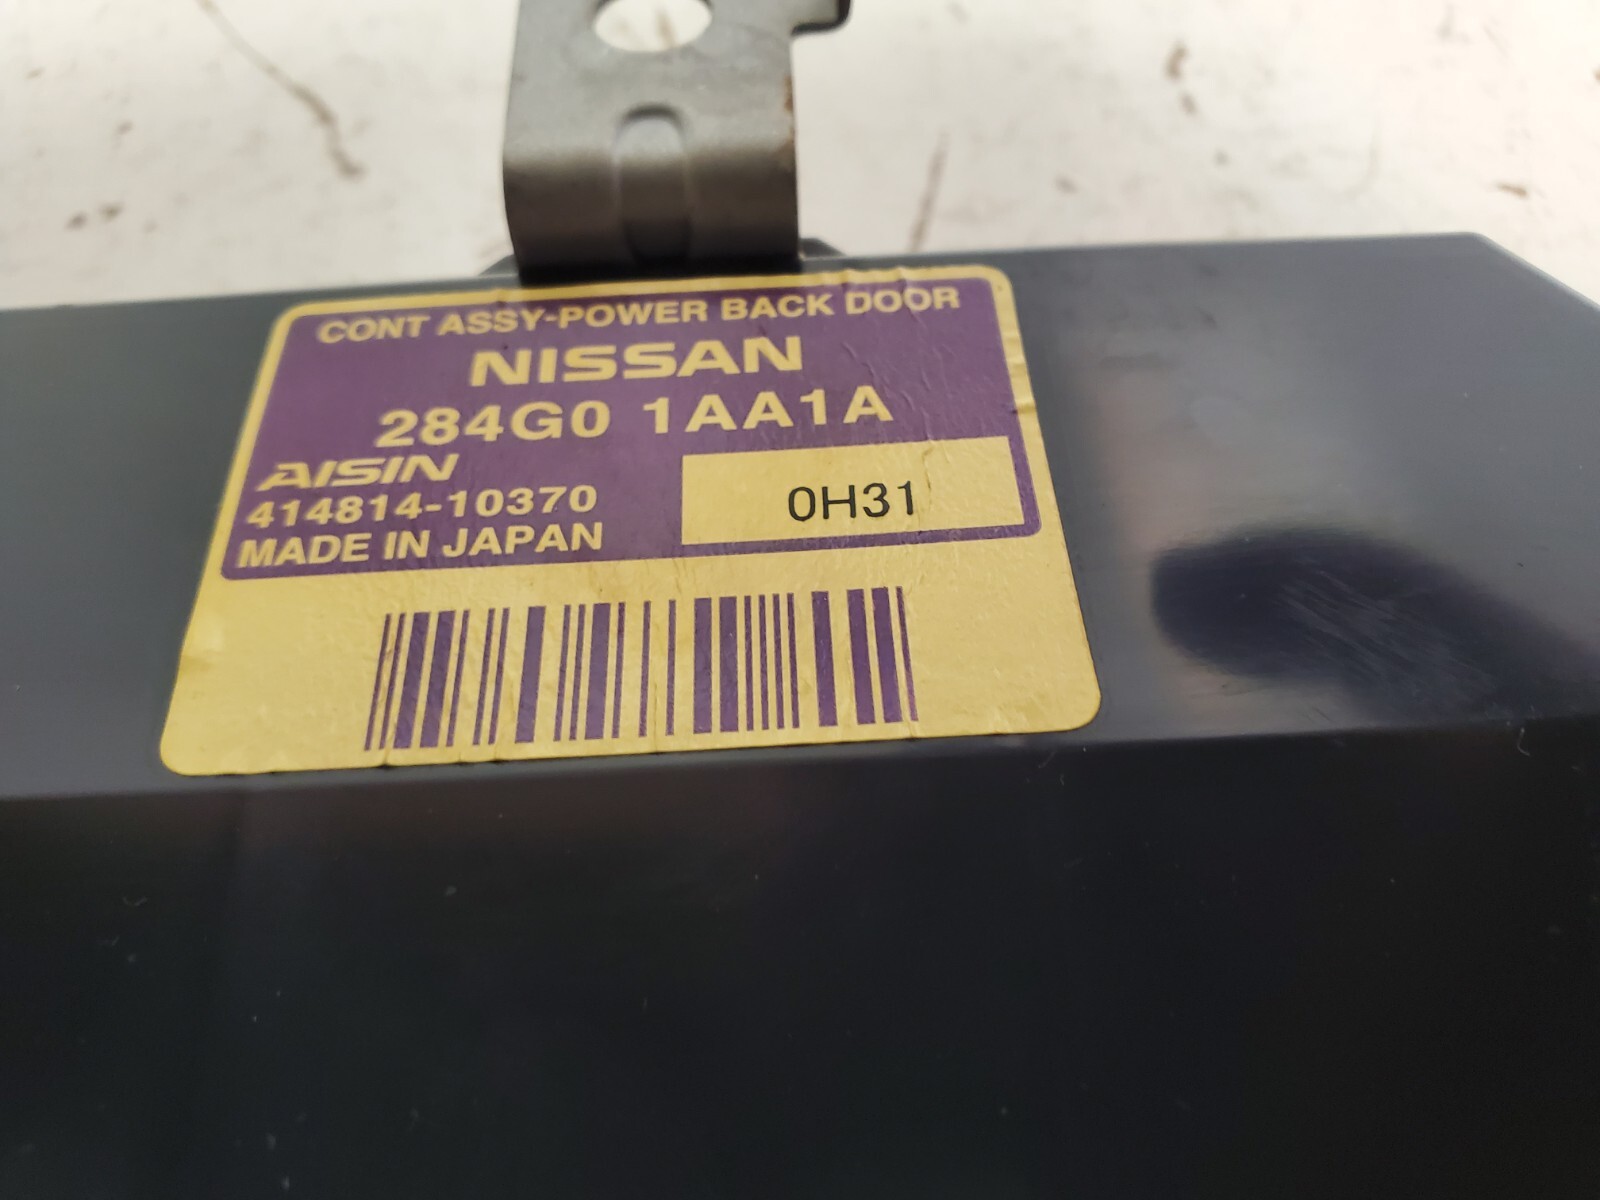 CONT ASSY-POWER BACK DOOR
NISSAN
284G0 1AA1A
AISIN
414814-10370
MADE IN JAPAN
0H31